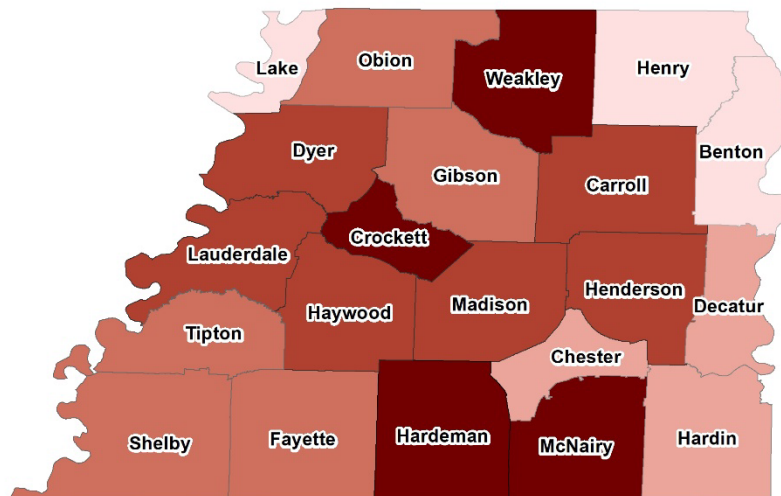 Lake
Obion
Weakley
Henry
Dyer
Gibson
Carroll
Benton
Crockett
Lauderdale
Haywood
Madison
Henderson
Decatur
Tipton
Chester
Shelby
Fayette
Hardeman
McNairy
Hardin